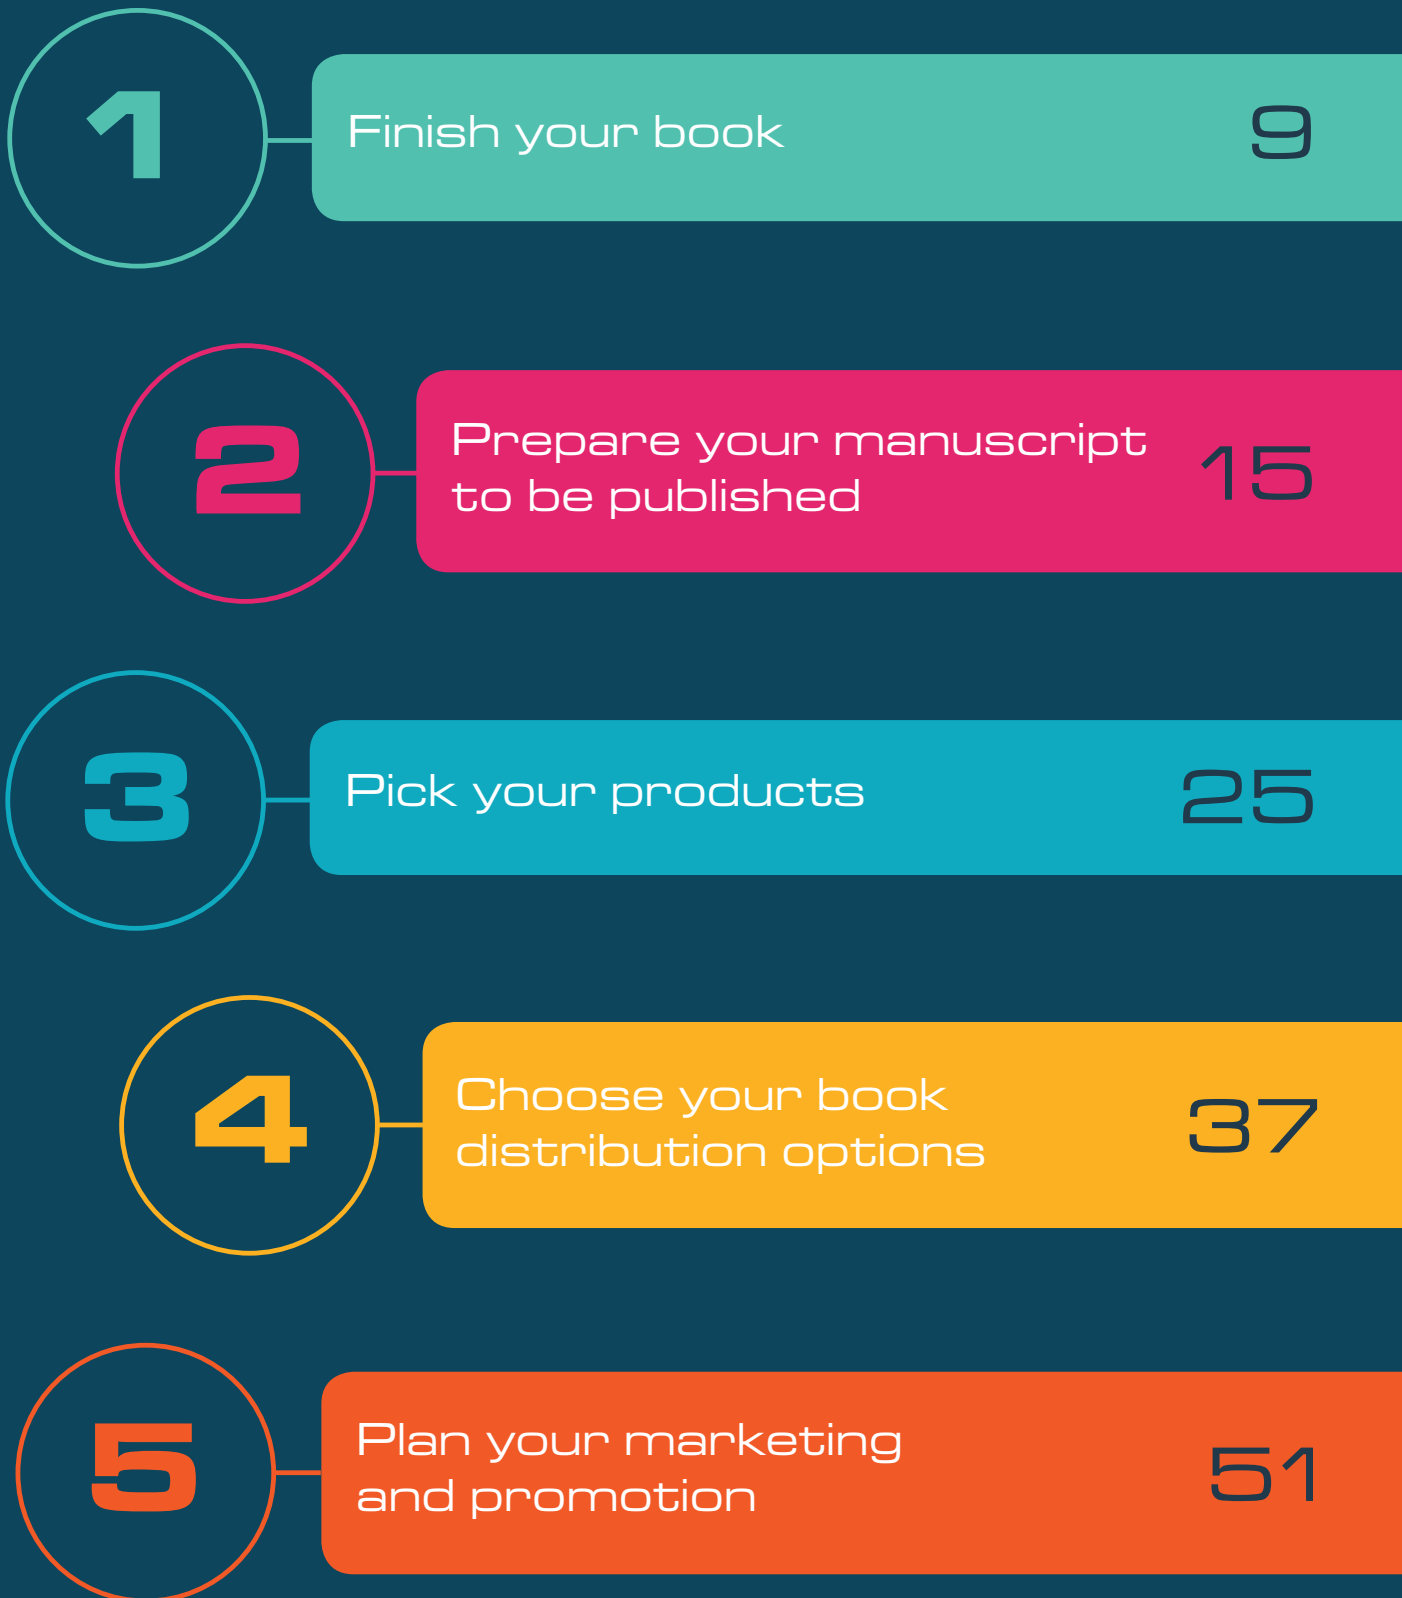 1
Finish your book
9
2
Prepare your manuscript
to be published
15
3
Pick your products
25
4
Choose your book
distribution options
37
5
Plan your marketing
and promotion
51